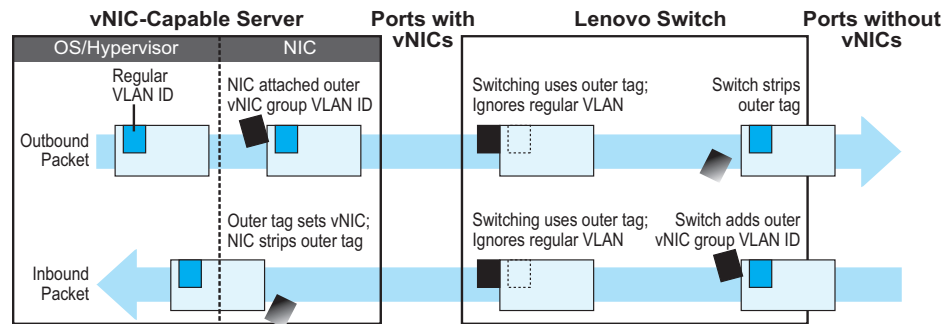 vNIC-Capable Server
Ports with
vNICs
Lenovo Switch
Ports without
vNICs
OS/Hypervisor
NIC
Regular
VLAN ID
NIC attached outer
vNIC group VLAN ID
Switching uses outer tag;
Ignores regular VLAN
Switch strips
outer tag
Outbound
Packet
Outer tag sets vNIC;
NIC strips outer tag
Switching uses outer tag;
Ignores regular VLAN
Switch adds outer
vNIC group VLAN ID
Inbound
Packet